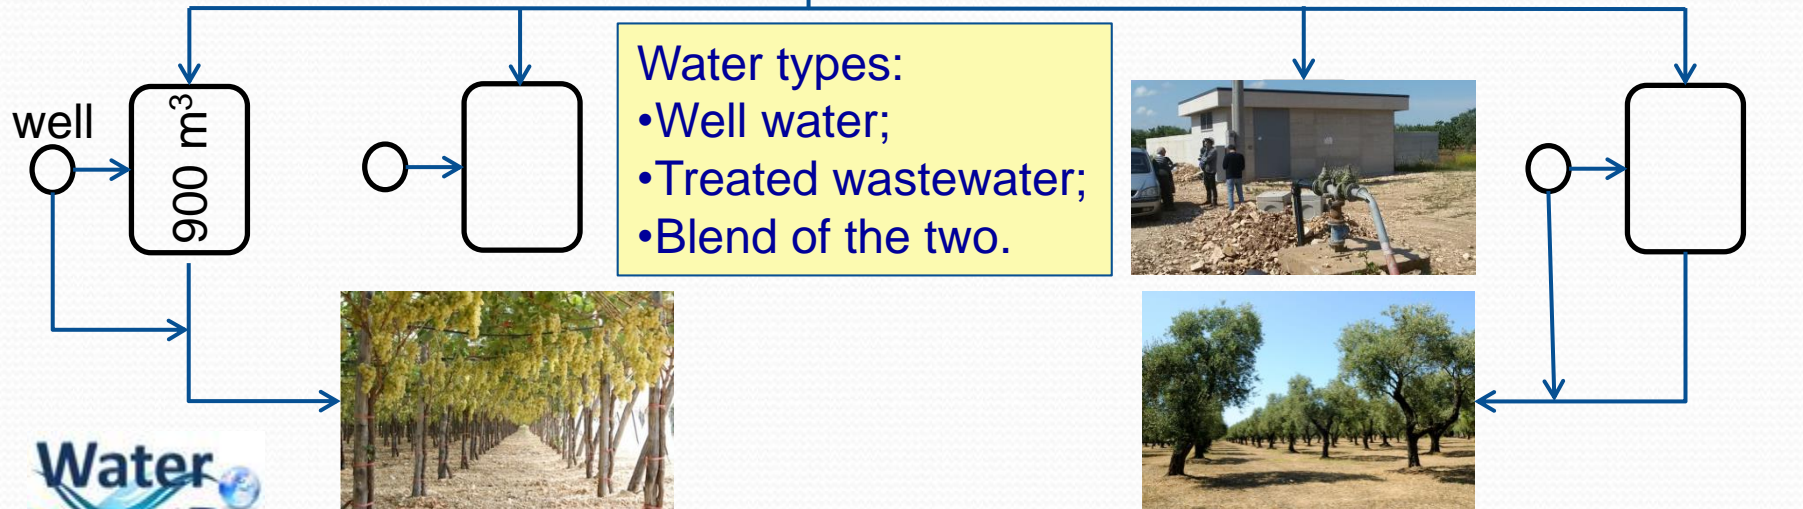 well
900 m³
Water types:
•Well water;
•Treated wastewater;
•Blend of the two.
Water